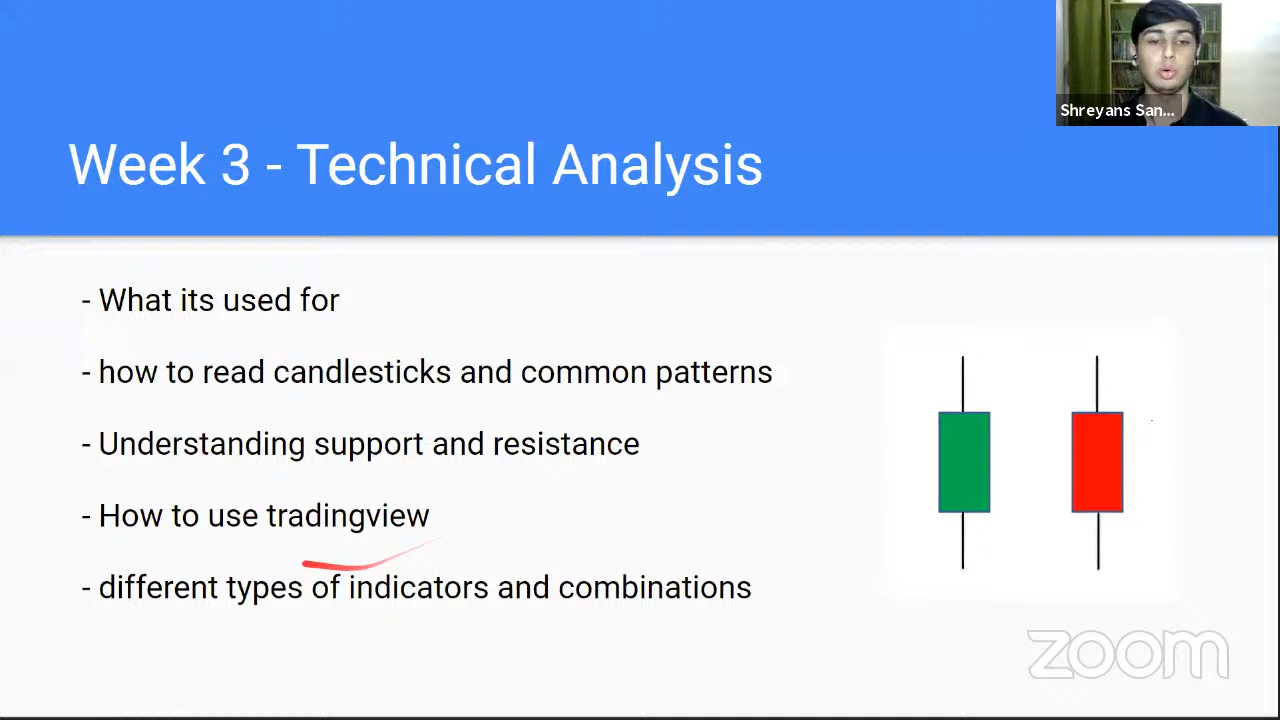 Shreyans San...
Week 3 - Technical Analysis
- What its used for
- how to read candlesticks and common patterns
- Understanding support and resistance
- How to use tradingview
- different types of indicators and combinations
zoom